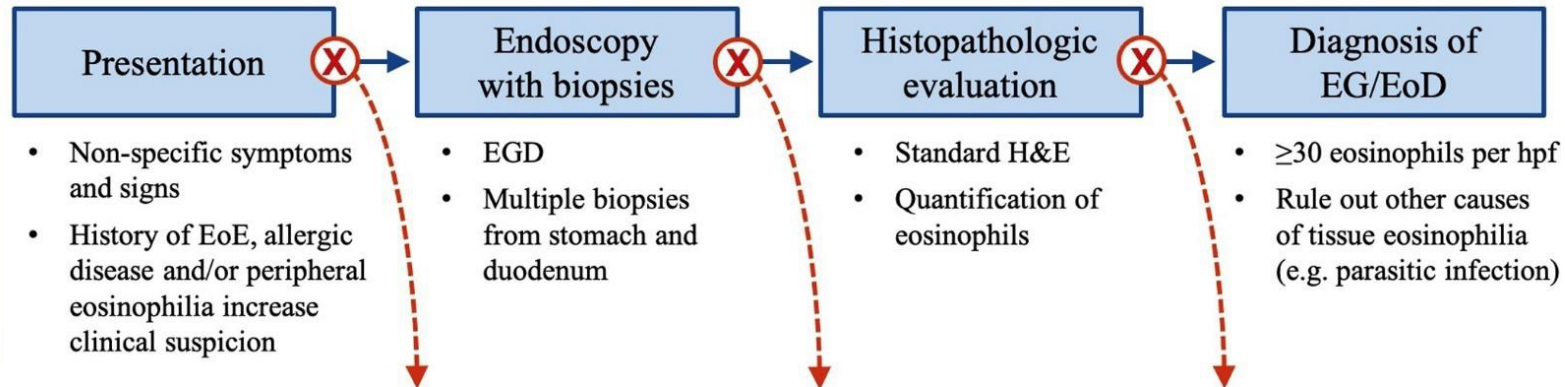 Presentation
X
Endoscopy
with biopsies
X
Histopathologic
evaluation
X
Diagnosis of
EG/EoD
• Non-specific symptoms
and signs
• History of EoE, allergic
disease and/or peripheral
eosinophilia increase
clinical suspicion
• EGD
• Multiple biopsies
from stomach and
duodenum
• Standard H&E
• Quantification of
eosinophils
• ≥30 eosinophils per hpf
• Rule out other causes
of tissue eosinophilia
(e.g. parasitic infection)